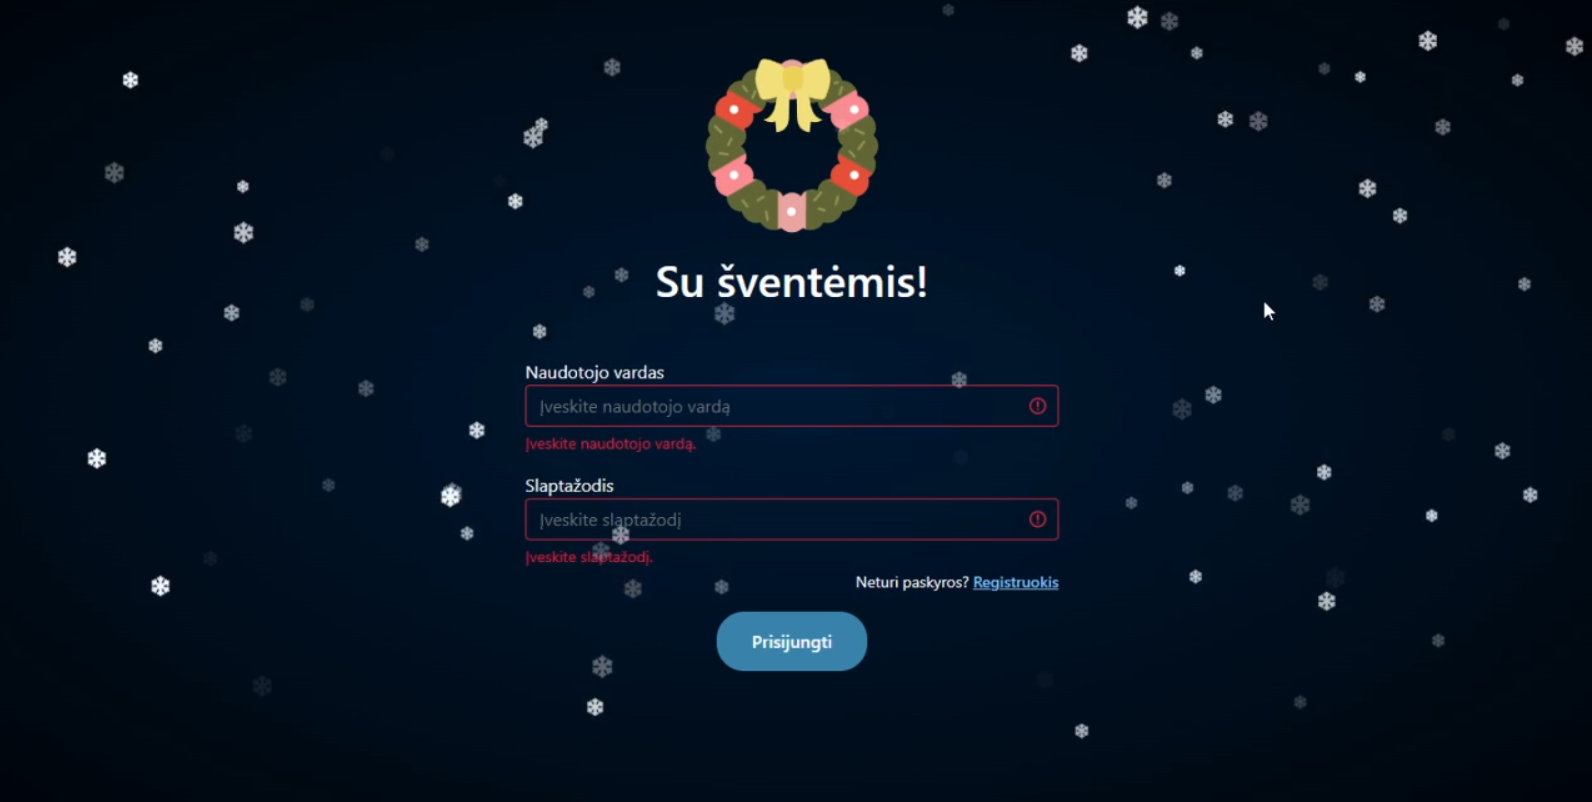 Su šventėmis!
Naudotojo vardas
Įveskite naudotojo vardą
Įveskite naudotojo vardą.
Slaptažodis
Įveskite slaptažodį
Įveskite slaptažodį.
Neturi paskyros? Registruokis
Prisijungti